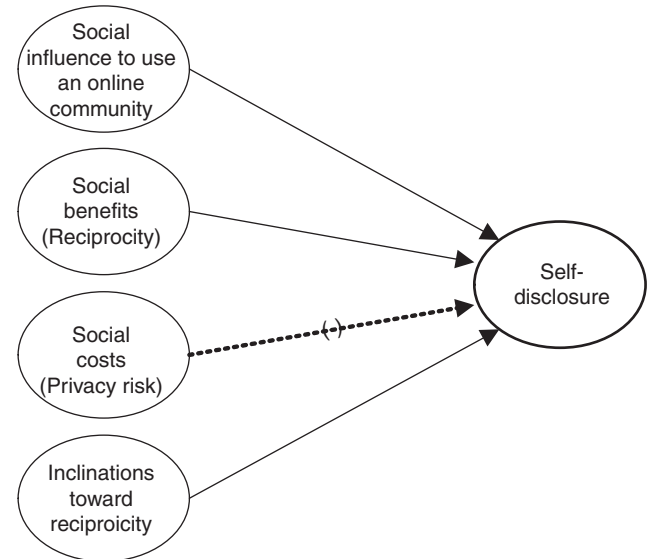 Social
influence to use
an online
community
Social
benefits
(Reciprocity)
Social
costs
(Privacy risk)
( )
Inclinations
toward
reciproicity
Self-
disclosure